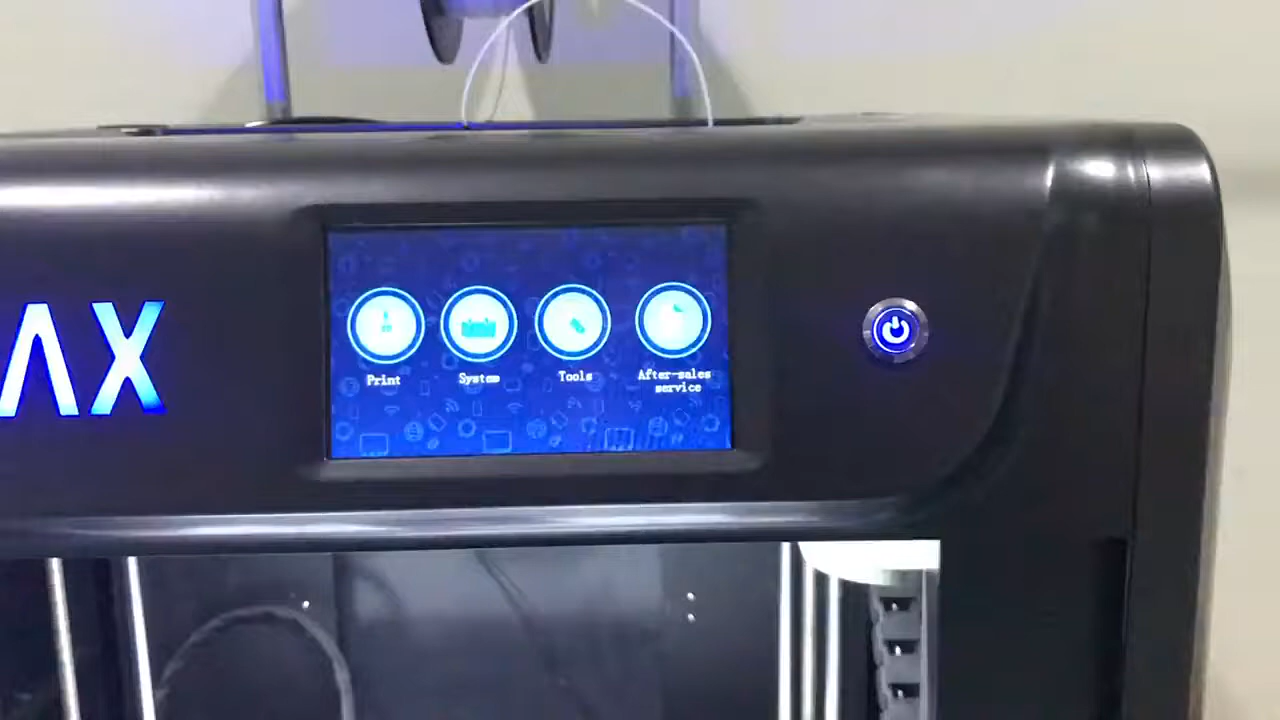 AX
Print
System
Tools
After-sales
service